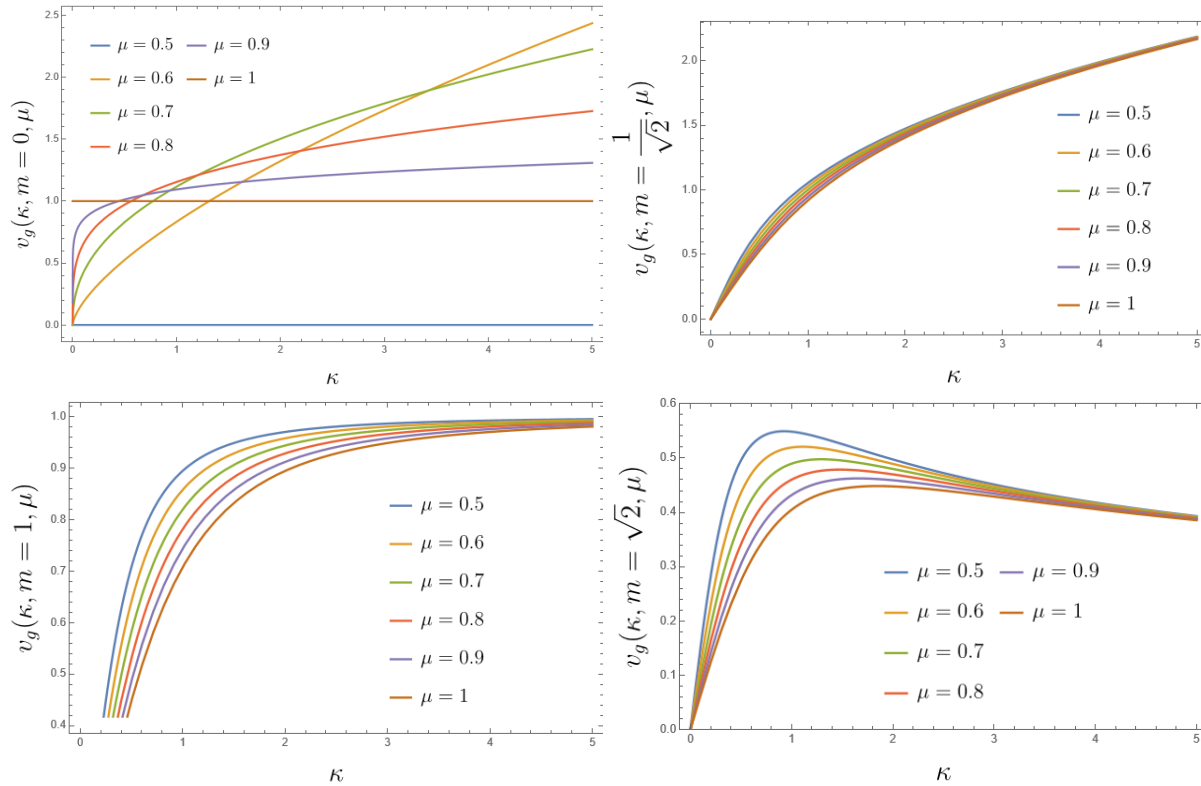 2.5
2.0
1.5
1.0
0.5
0.0
v_g(κ, m = 0, μ)
μ = 0.5
μ = 0.9
μ = 0.6
μ = 1
μ = 0.7
μ = 0.8
0
1
2
3
4
5
κ
2.0
1.5
1.0
0.5
0.0
v_g(κ, m = 1/√2, μ)
μ = 0.5
μ = 0.6
μ = 0.7
μ = 0.8
μ = 0.9
μ = 1
0
1
2
3
4
5
κ
1.0
0.9
0.8
0.7
0.6
0.5
0.4
v_g(κ, m = 1, μ)
μ = 0.5
μ = 0.6
μ = 0.7
μ = 0.8
μ = 0.9
μ = 1
0
1
2
3
4
5
κ
0.6
0.5
0.4
0.3
0.2
0.1
0.0
v_g(κ, m = √2, μ)
μ = 0.5
μ = 0.9
μ = 0.6
μ = 1
μ = 0.7
μ = 0.8
0
1
2
3
4
5
κ